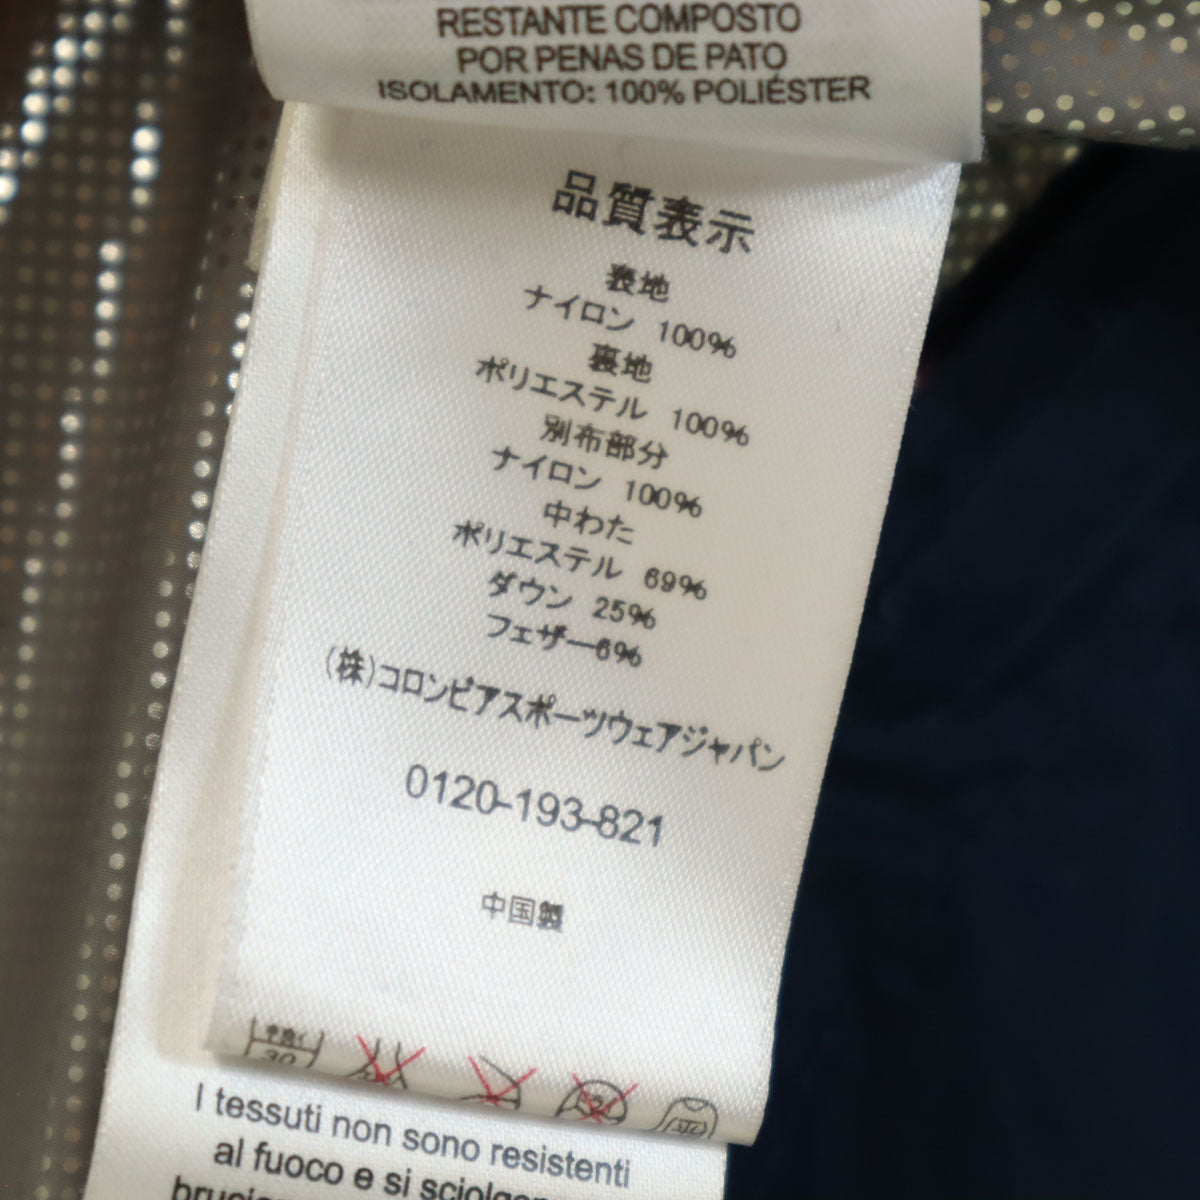 RESTANTE COMPOSTO
POR PENAS DE PATO
ISOLAMENTO: 100% POLIÉSTER
品質表示
表地
ナイロン 100%
裏地
ポリエステル 100%
別布部分
ナイロン 100%
中わた
ポリエステル 69%
ダウン 25%
フェザー6%
(株)コロンビアスポーツウェアジャパン
0120-193-821
中国製
30
平
I tessuti non sono resistenti
al fuoco e si